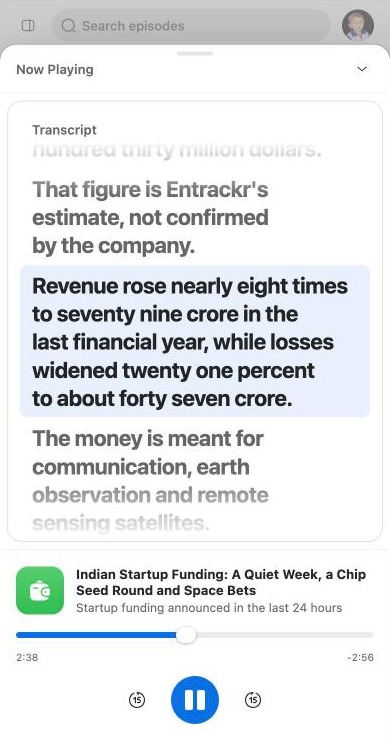 Search episodes
Now Playing
Transcript
hundred thirty million dollars.
That figure is Entrackr's
estimate, not confirmed
by the company.
Revenue rose nearly eight times
to seventy nine crore in the
last financial year, while losses
widened twenty one percent
to about forty seven crore.
The money is meant for
communication, earth
observation and remote
sensing satellites.
Indian Startup Funding: A Quiet Week, a Chip
Seed Round and Space Bets
Startup funding announced in the last 24 hours
2:38
-2:56
15
15